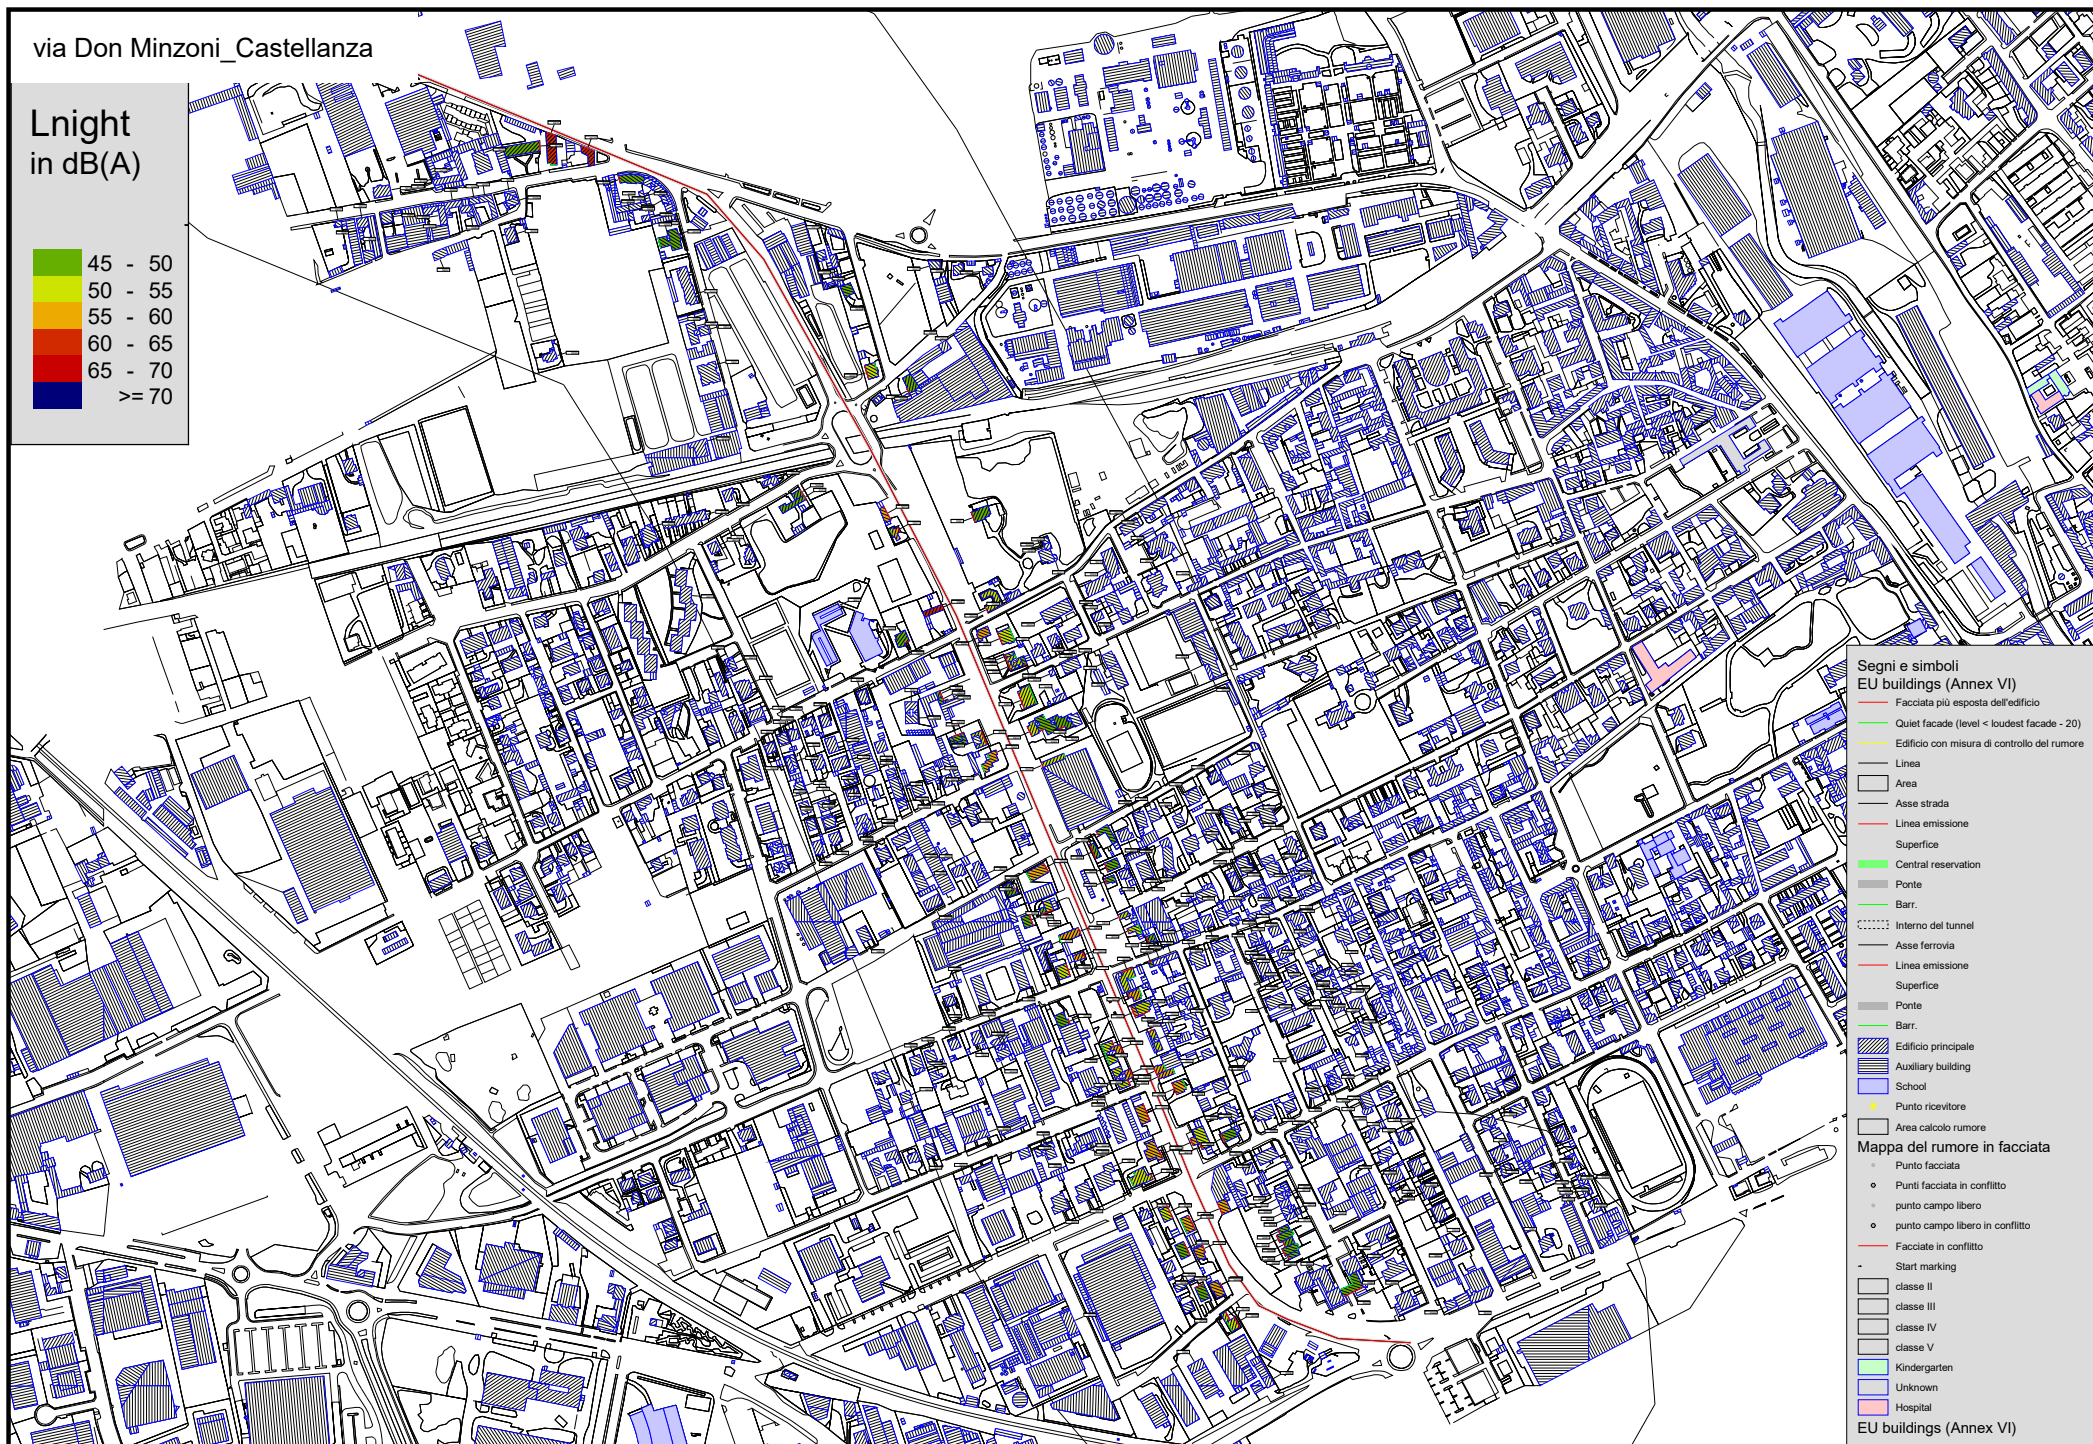 via Don Minzoni_Castellanza
Lnight
in dB(A)
45 - 50
50 - 55
55 - 60
60 - 65
65 - 70
>= 70
Segni e simboli
EU buildings (Annex VI)
Facciata più esposta dell'edificio
Quiet facade (level < loudest facade - 20)
Edificio con misura di controllo del rumore
Linea
Area
Asse strada
Linea emissione
Superfice
Central reservation
Ponte
Barr.
Interno del tunnel
Asse ferrovia
Linea emissione
Superfice
Ponte
Barr.
Edificio principale
Auxiliary building
School
Punto ricevitore
Area calcolo rumore
Mappa del rumore in facciata
Punto facciata
Punti facciata in conflitto
punto campo libero
punto campo libero in conflitto
Facciate in conflitto
Start marking
classe II
classe III
classe IV
classe V
Kindergarten
Unknown
Hospital
EU buildings (Annex VI)